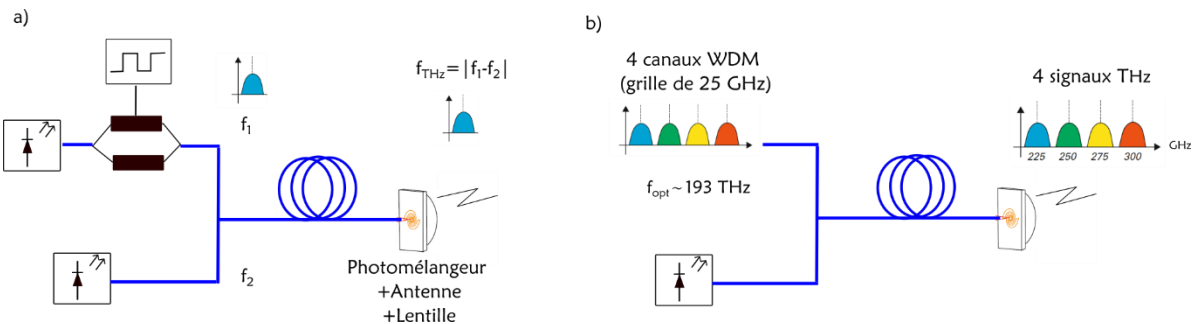 a)
f₁
f_THz = |f₁-f₂|
f₂
Photomélangeur
+Antenne
+Lentille
b)
4 canaux WDM
(grille de 25 GHz)
f_opt ~ 193 THz
4 signaux THz
225 250 275 300 GHz